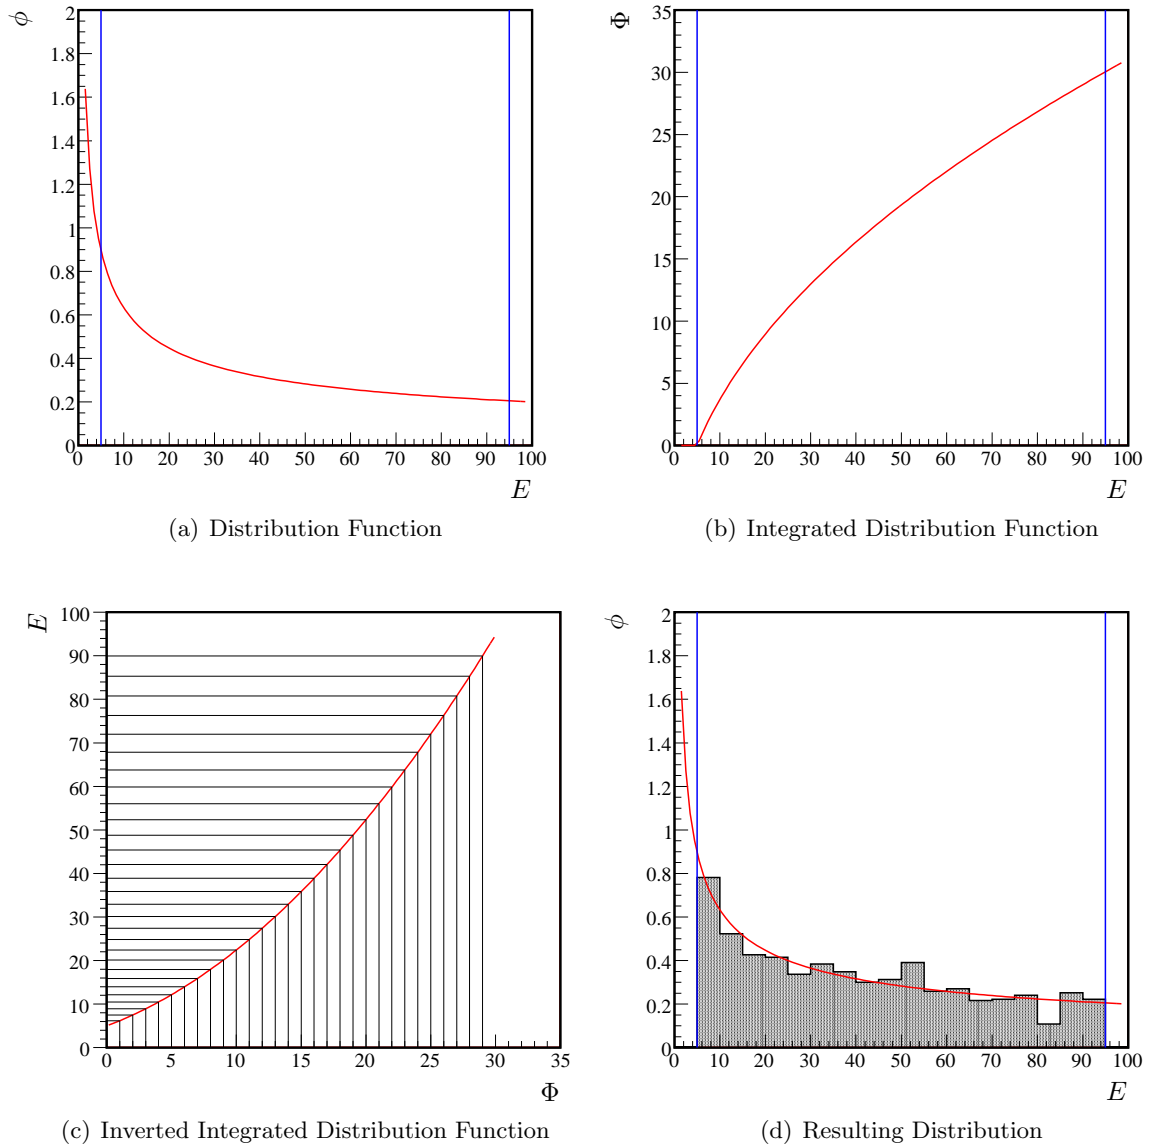 ϕ
2
1.8
1.6
1.4
1.2
1
0.8
0.6
0.4
0.2
0
0 10 20 30 40 50 60 70 80 90 100
E
(a) Distribution Function
Φ
35
30
25
20
15
10
5
0
0 10 20 30 40 50 60 70 80 90 100
E
(b) Integrated Distribution Function
E
100
90
80
70
60
50
40
30
20
10
0
0 5 10 15 20 25 30 35
Φ
(c) Inverted Integrated Distribution Function
ϕ
2
1.8
1.6
1.4
1.2
1
0.8
0.6
0.4
0.2
0
0 10 20 30 40 50 60 70 80 90 100
E
(d) Resulting Distribution